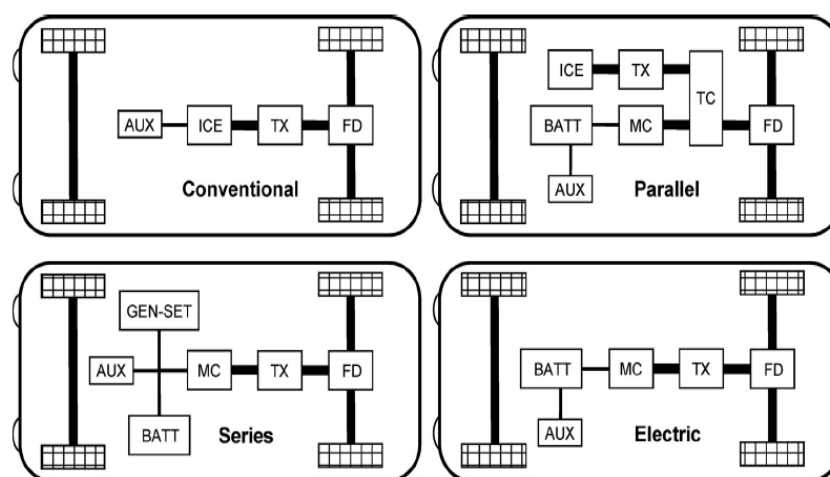 AUX ICE TX FD
Conventional
ICE TX TC
BATT MC FD
AUX
Parallel
GEN-SET
AUX MC TX FD
BATT
Series
BATT MC TX FD
AUX
Electric